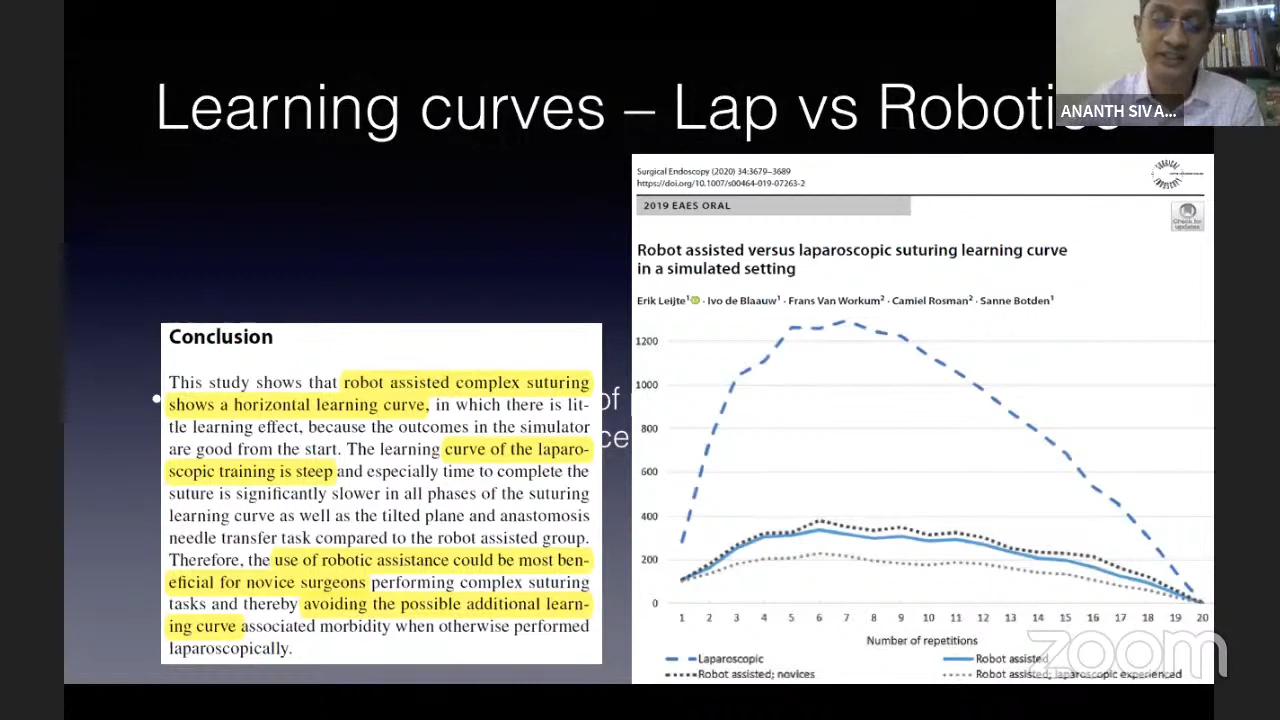 Learning curves – Lap vs Robotics
ANANTH SIVA...
Surgical Endoscopy (2020) 34:3679–3689
https://doi.org/10.1007/s00464-019-07263-2
2019 EAES ORAL
Check for
updates
Robot assisted versus laparoscopic suturing learning curve
in a simulated setting
Erik Leijte1 · Ivo de Blaauw1 · Frans Van Workum2 · Camiel Rosman2 · Sanne Botden1
Conclusion
This study shows that robot assisted complex suturing
shows a horizontal learning curve, in which there is lit-
tle learning effect, because the outcomes in the simulator
are good from the start. The learning curve of the laparo-
scopic training is steep and especially time to complete the
suture is significantly slower in all phases of the suturing
learning curve as well as the tilted plane and anastomosis
needle transfer task compared to the robot assisted group.
Therefore, the use of robotic assistance could be most ben-
eficial for novice surgeons performing complex suturing
tasks and thereby avoiding the possible additional learn-
ing curve associated morbidity when otherwise performed
laparoscopically.
of
ce
1200
1000
800
600
400
200
0
1 2 3 4 5 6 7 8 9 10 11 12 13 14 15 16 17 18 19 20
Number of repetitions
Laparoscopic
Robot assisted
Robot assisted; novices
Robot assisted; laparoscopic experienced
zoom